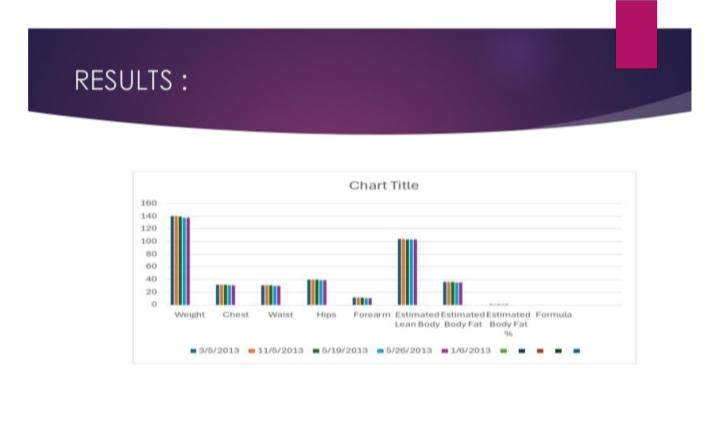 RESULTS :
Chart Title
160
140
120
100
80
60
40
20
0
Weight Chest Waist Hips Forearm Estimated Estimated Estimated Formula
Lean Body Body Fat Body Fat
%
3/5/2013 11/5/2013 5/19/2013 5/26/2013 1/6/2013